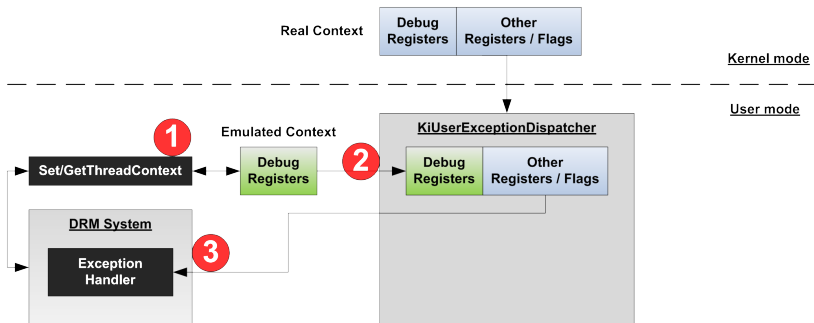 Real Context
Debug
Registers
Other
Registers / Flags
Kernel mode
User mode
KiUserExceptionDispatcher
1
Emulated Context
2
Set/GetThreadContext
Debug
Registers
Debug
Registers
Other
Registers / Flags
DRM System
3
Exception
Handler